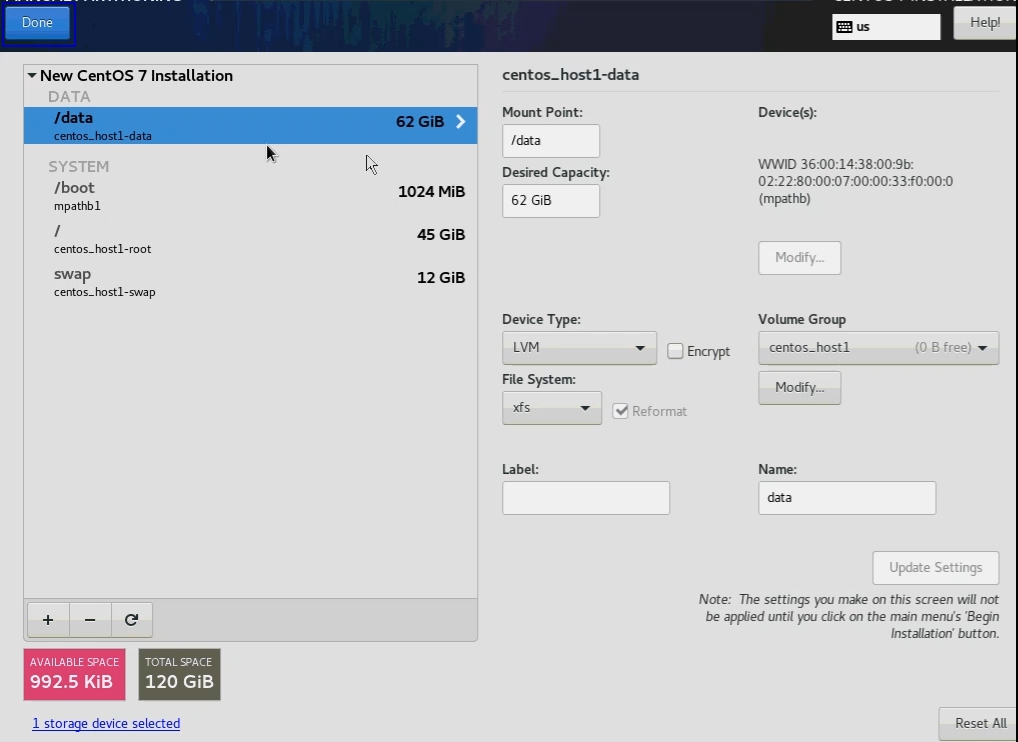 Done
us
Help!
New CentOS 7 Installation
DATA
/data
62 GiB
centos_host1-data
SYSTEM
/boot
1024 MiB
mpathb1
/
45 GiB
centos_host1-root
swap
12 GiB
centos_host1-swap
AVAILABLE SPACE
992.5 KiB
TOTAL SPACE
120 GiB
1 storage device selected
centos_host1-data
Mount Point:
/data
Desired Capacity:
62 GiB
Device(s):
WWID 36:00:14:38:00:9b:
02:22:80:00:07:00:00:33:f0:00:0
(mpathb)
Modify...
Device Type:
LVM
Encrypt
File System:
xfs
Reformat
Volume Group
centos_host1 (0 B free)
Modify...
Label:
Name:
data
Update Settings
Note: The settings you make on this screen will not
be applied until you click on the main menu's 'Begin
Installation' button.
Reset All